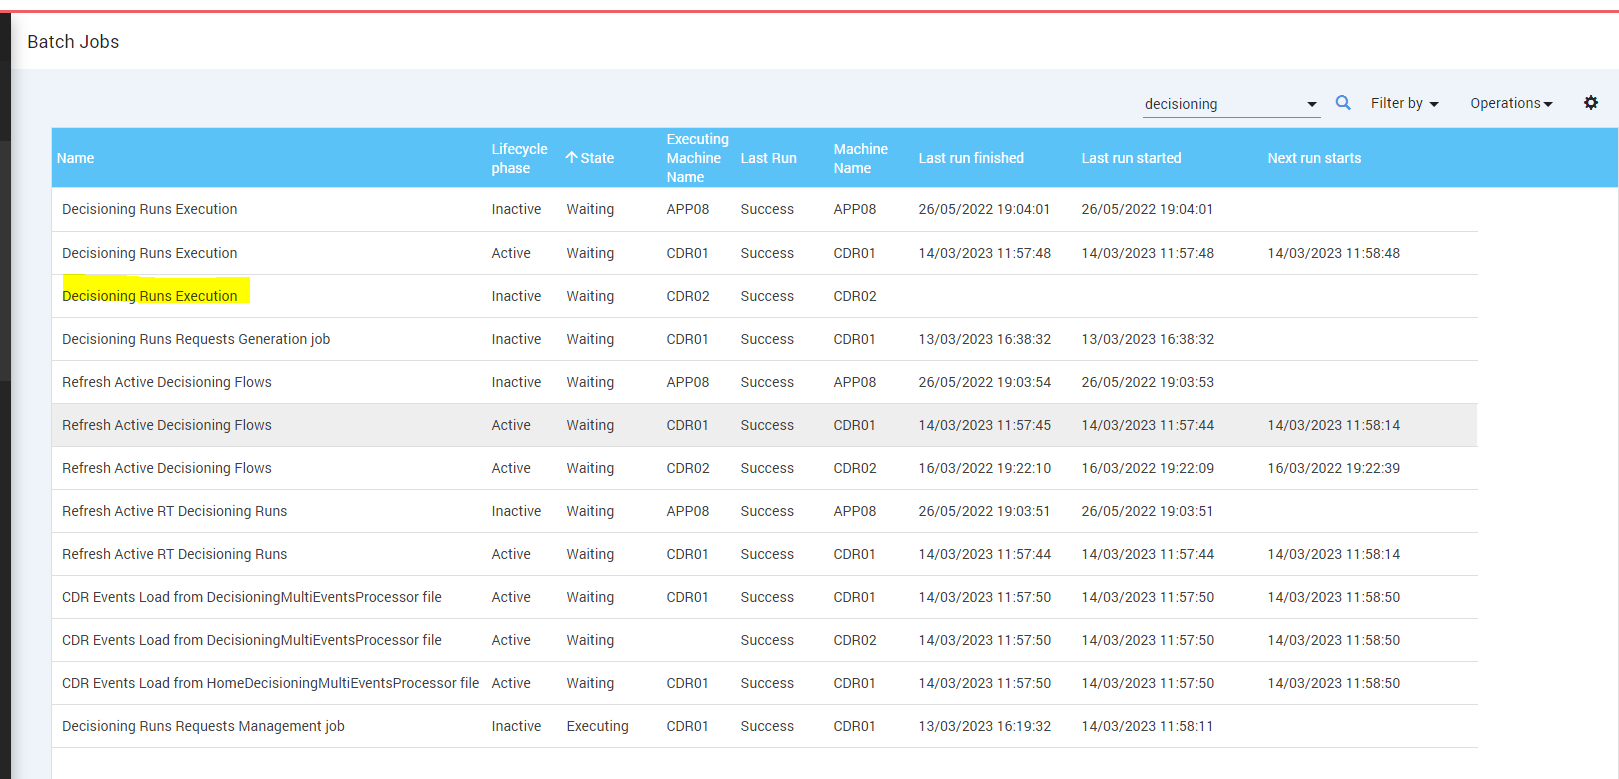 Batch Jobs
decisioning Filter by Operations
Name Lifecycle phase State Executing Machine Name Last Run Machine Name Last run finished Last run started Next run starts
Decisioning Runs Execution Inactive Waiting APP08 Success APP08 26/05/2022 19:04:01 26/05/2022 19:04:01
Decisioning Runs Execution Active Waiting CDR01 Success CDR01 14/03/2023 11:57:48 14/03/2023 11:57:48 14/03/2023 11:58:48
Decisioning Runs Execution Inactive Waiting CDR02 Success CDR02
Decisioning Runs Requests Generation job Inactive Waiting CDR01 Success CDR01 13/03/2023 16:38:32 13/03/2023 16:38:32
Refresh Active Decisioning Flows Inactive Waiting APP08 Success APP08 26/05/2022 19:03:54 26/05/2022 19:03:53
Refresh Active Decisioning Flows Active Waiting CDR01 Success CDR01 14/03/2023 11:57:45 14/03/2023 11:57:44 14/03/2023 11:58:14
Refresh Active Decisioning Flows Active Waiting CDR02 Success CDR02 16/03/2022 19:22:10 16/03/2022 19:22:09 16/03/2022 19:22:39
Refresh Active RT Decisioning Runs Inactive Waiting APP08 Success APP08 26/05/2022 19:03:51 26/05/2022 19:03:51
Refresh Active RT Decisioning Runs Active Waiting CDR01 Success CDR01 14/03/2023 11:57:44 14/03/2023 11:57:44 14/03/2023 11:58:14
CDR Events Load from DecisioningMultiEventsProcessor file Active Waiting CDR01 Success CDR01 14/03/2023 11:57:50 14/03/2023 11:57:50 14/03/2023 11:58:50
CDR Events Load from DecisioningMultiEventsProcessor file Active Waiting Success CDR02 14/03/2023 11:57:50 14/03/2023 11:57:50 14/03/2023 11:58:50
CDR Events Load from HomeDecisioningMultiEventsProcessor file Active Waiting CDR01 Success CDR01 14/03/2023 11:57:50 14/03/2023 11:57:50 14/03/2023 11:58:50
Decisioning Runs Requests Management job Inactive Executing CDR01 Success CDR01 13/03/2023 16:19:32 14/03/2023 11:58:11